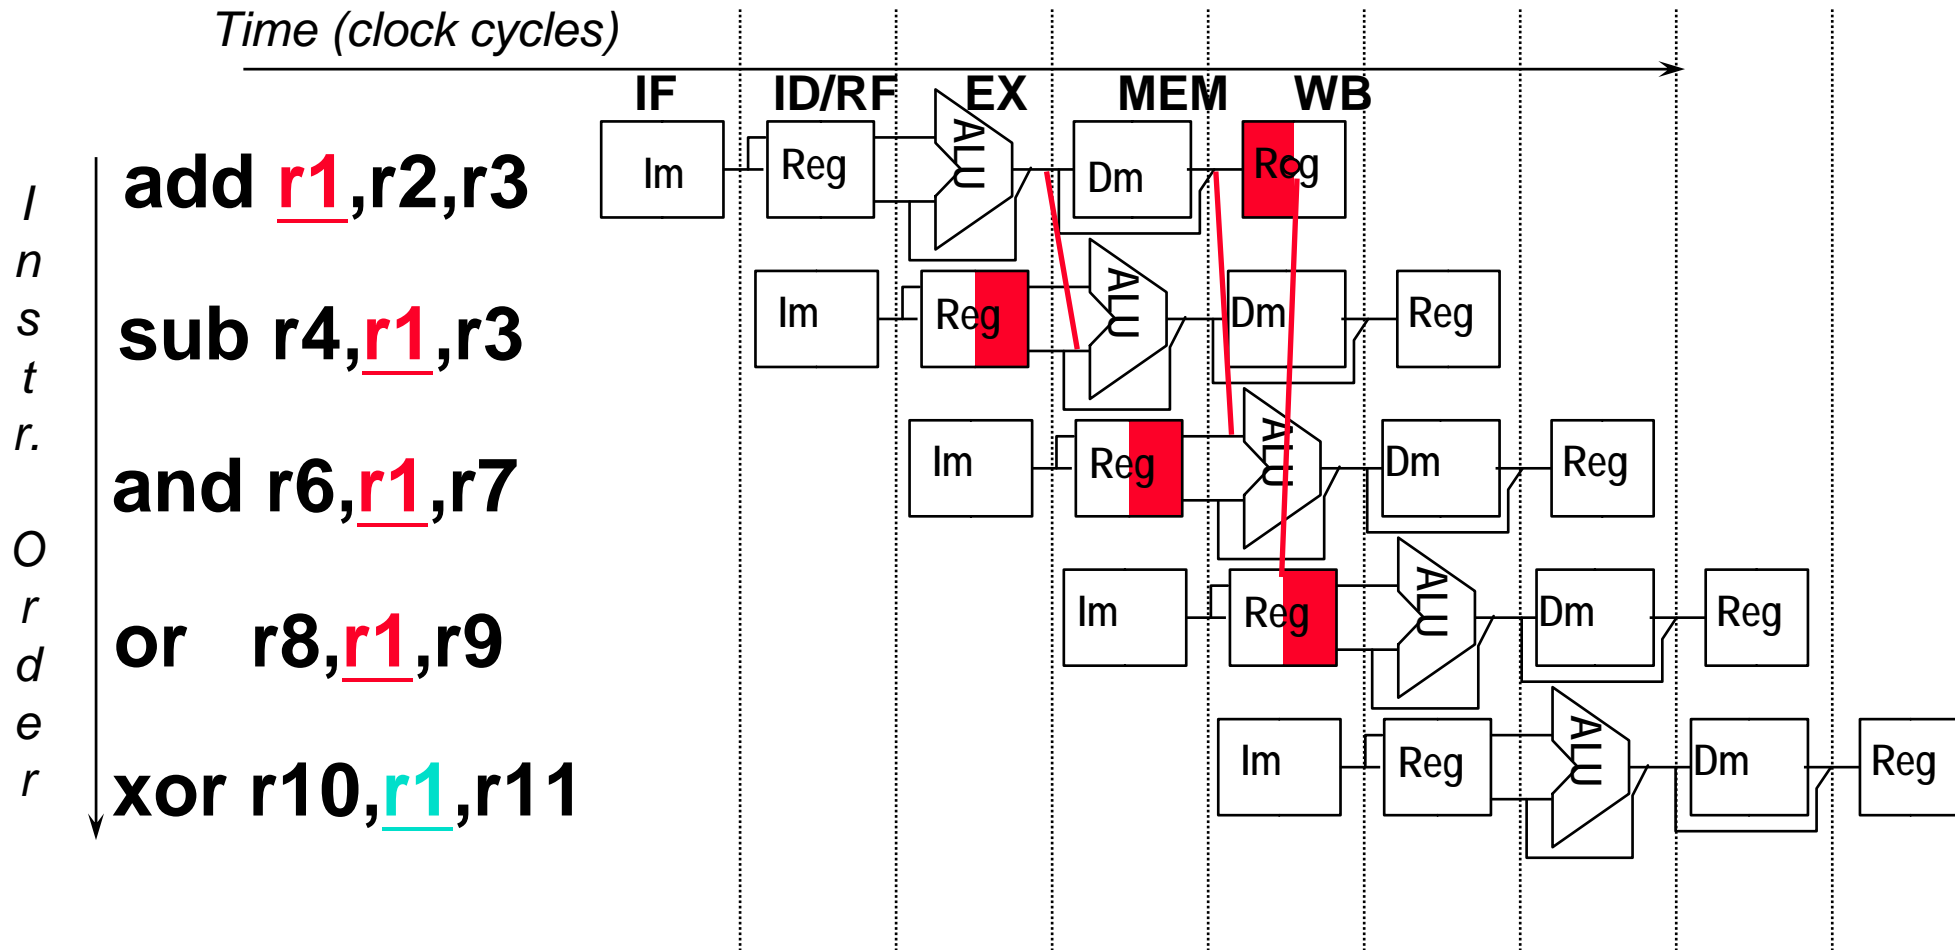 Time (clock cycles)
IF ID/RF EX MEM WB
Instr. Order
add r1,r2,r3
Im Reg ALU Dm Reg
sub r4,r1,r3
Im Reg ALU Dm Reg
and r6,r1,r7
Im Reg ALU Dm Reg
or r8,r1,r9
Im Reg ALU Dm Reg
xor r10,r1,r11
Im Reg ALU Dm Reg